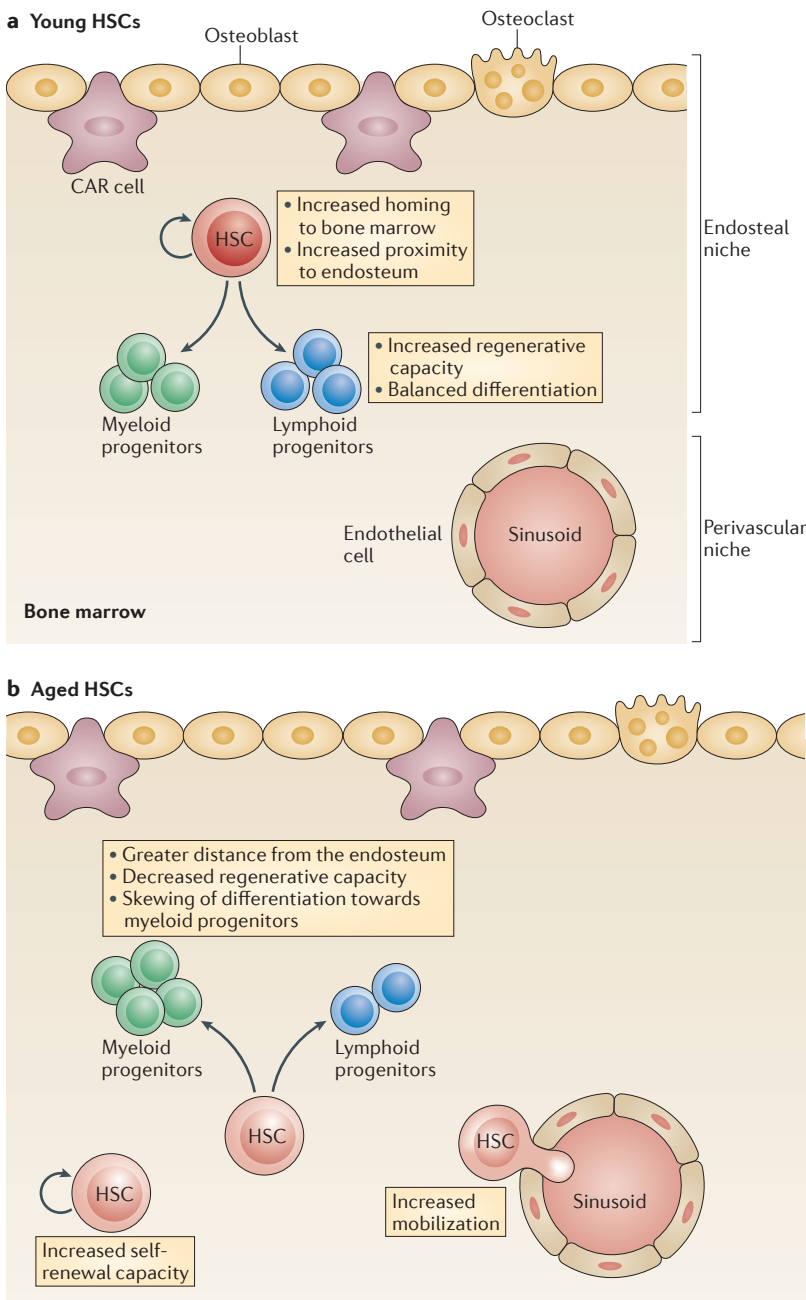 a Young HSCs
Osteoblast
Osteoclast
CAR cell
HSC
• Increased homing
to bone marrow
• Increased proximity
to endosteum
Endosteal
niche
• Increased regenerative
capacity
• Balanced differentiation
Myeloid
progenitors
Lymphoid
progenitors
Endothelial
cell
Sinusoid
Perivascular
niche
Bone marrow
b Aged HSCs
• Greater distance from the endosteum
• Decreased regenerative capacity
• Skewing of differentiation towards
myeloid progenitors
Myeloid
progenitors
Lymphoid
progenitors
HSC
HSC
Increased self-
renewal capacity
HSC
Increased
mobilization
Sinusoid